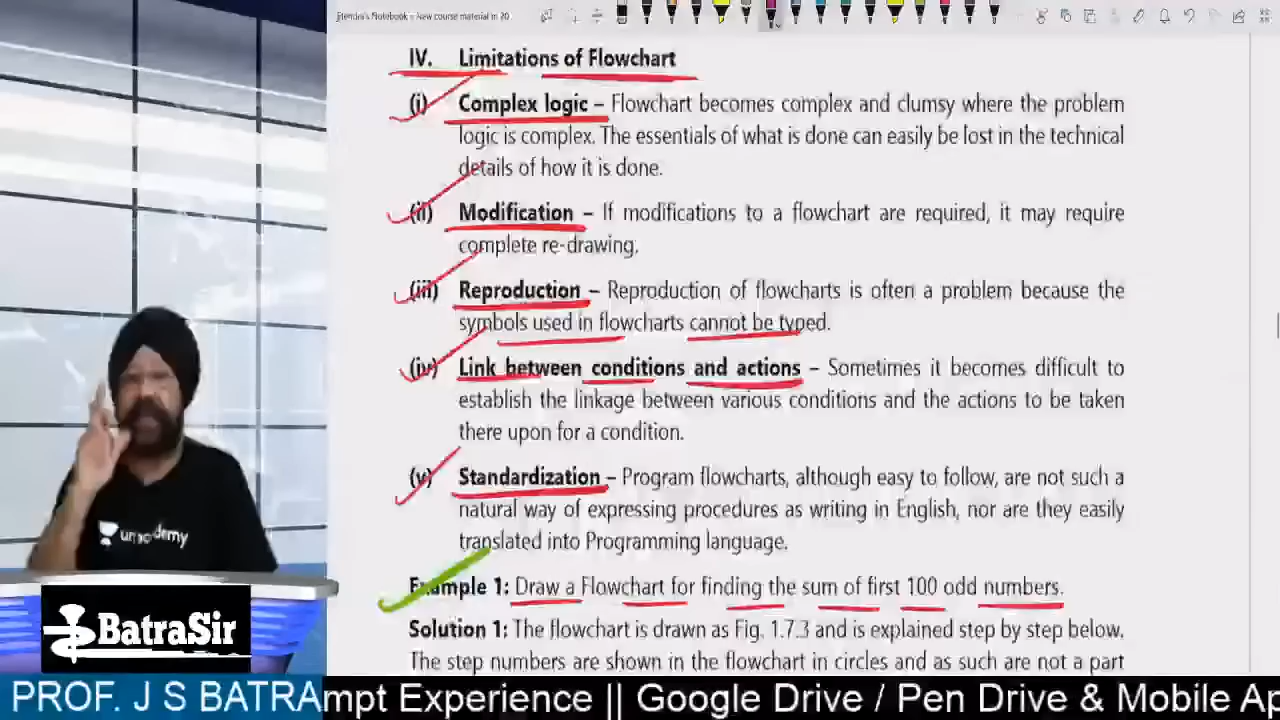 Jitendra's Notebook - New course material in 20
IV. Limitations of Flowchart
(i) Complex logic – Flowchart becomes complex and clumsy where the problem
logic is complex. The essentials of what is done can easily be lost in the technical
details of how it is done.
(ii) Modification – If modifications to a flowchart are required, it may require
complete re-drawing.
(iii) Reproduction – Reproduction of flowcharts is often a problem because the
symbols used in flowcharts cannot be typed.
(iv) Link between conditions and actions – Sometimes it becomes difficult to
establish the linkage between various conditions and the actions to be taken
there upon for a condition.
(v) Standardization – Program flowcharts, although easy to follow, are not such a
natural way of expressing procedures as writing in English, nor are they easily
translated into Programming language.
Example 1: Draw a Flowchart for finding the sum of first 100 odd numbers.
Solution 1: The flowchart is drawn as Fig. 1.7.3 and is explained step by step below.
The step numbers are shown in the flowchart in circles and as such are not a part
unacademy
BatraSir
PROF. J S BATRA
mpt Experience || Google Drive / Pen Drive & Mobile Ap